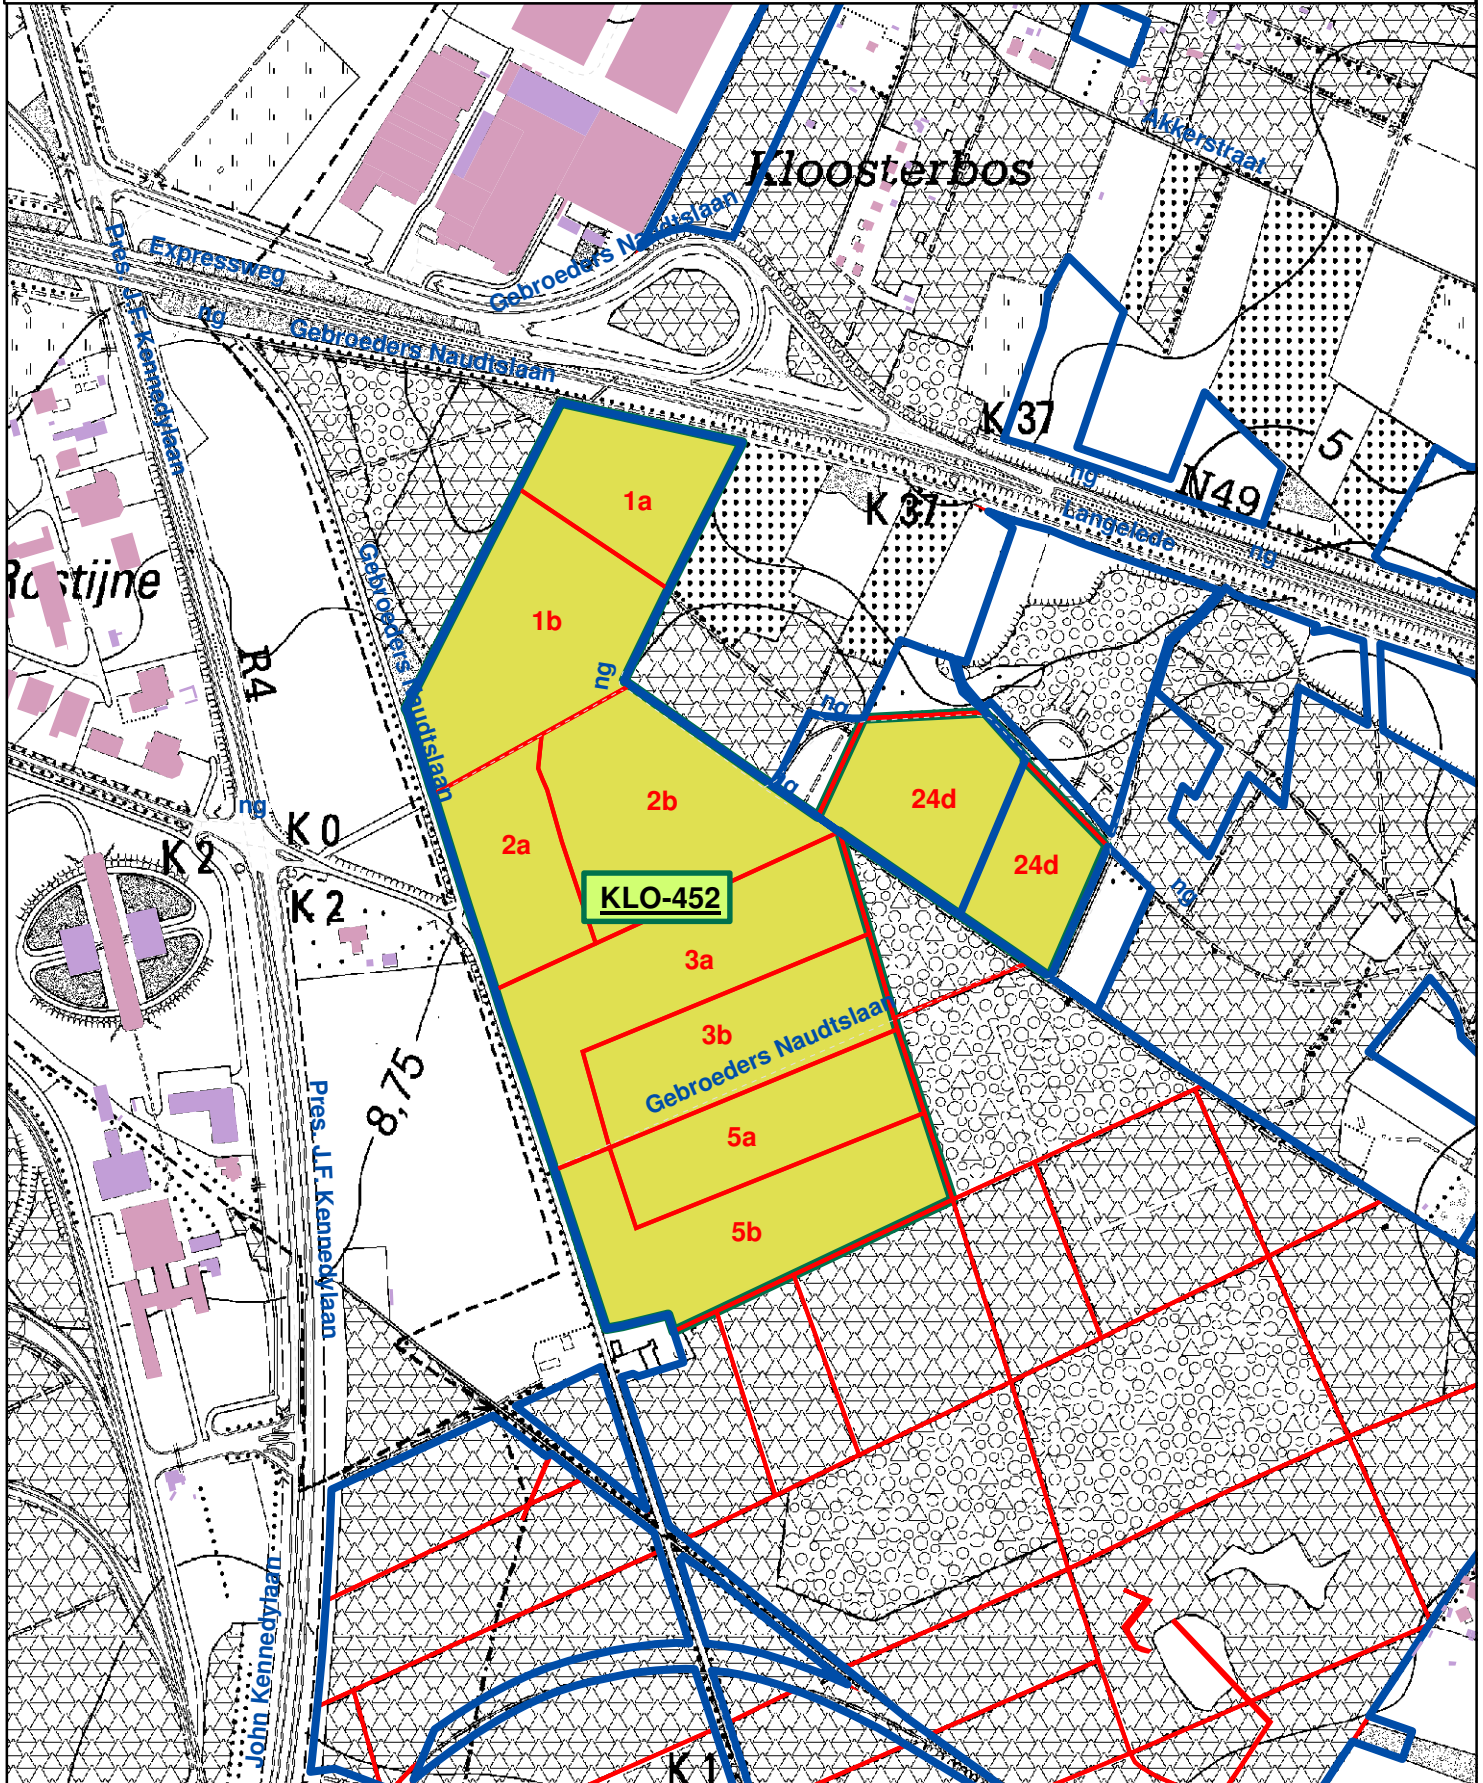 Akkerstraat
Kloosterbos
Gebroeders Naudtslaan
Expressweg
Pres J.F. Kennedylaan
ng
Gebroeders Naudtslaan
K 37
5
ng
N49
1a
K 37
Langelede
ng
Rostijne
Gebroeders Naudtslaan
1b
R4
ng
ng
ng
2b
24d
ng
K 0
2a
K 2
24d
KLO-452
ng
K 2
3a
3b
Gebroeders Naudtslaan
8,75
Pres. J.F. Kennedylaan
5a
5b
John Kennedylaan
K 1